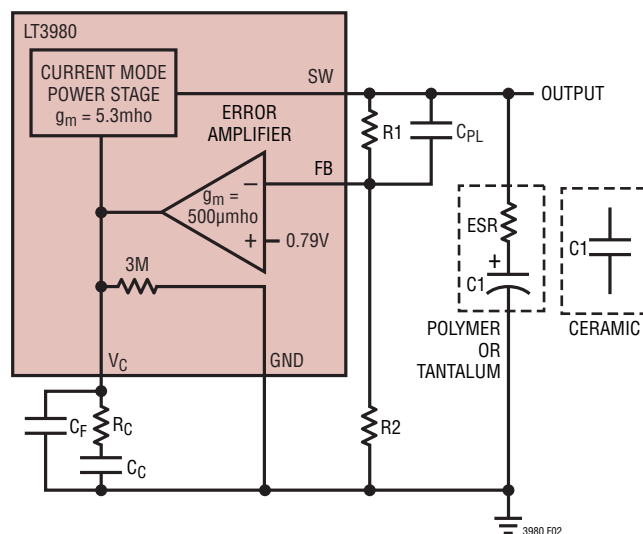 LT3980
CURRENT MODE
POWER STAGE
gm = 5.3mho
SW
OUTPUT
ERROR
AMPLIFIER
R1
CPL
FB
gm =
500µmho
–
+
0.79V
3M
ESR
+
C1
C1
POLYMER
OR
TANTALUM
CERAMIC
VC
GND
CF
RC
CC
R2
3980 F02